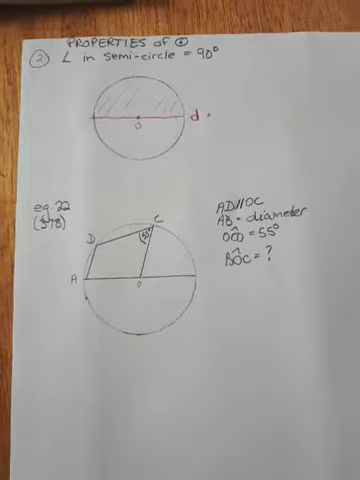 PROPERTIES OF ⊙
② L in semi-circle = 90°
O
d
eg. 22
(378)
AD//OC
AB = diameter
OĈD = 55°
BÔC = ?
C
D
55°
A
O